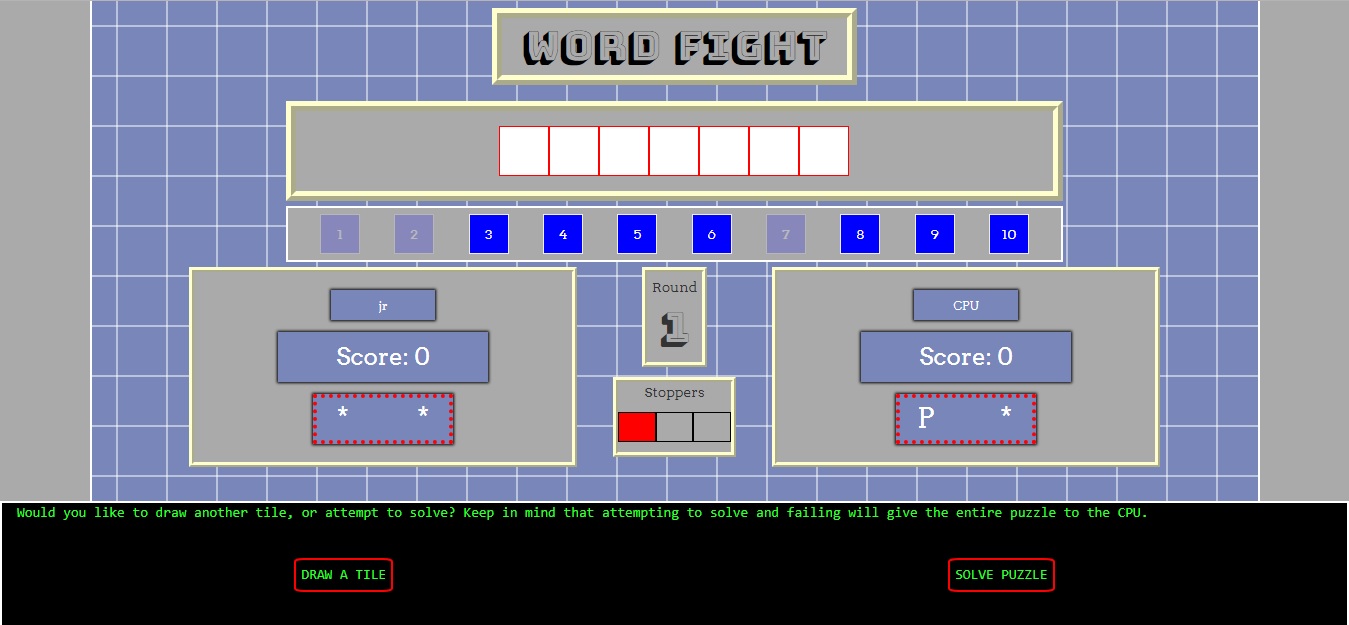 WORD FIGHT
1 2 3 4 5 6 7 8 9 10
jr
Score: 0
* *
Round
1
Stoppers
CPU
Score: 0
P *
Would you like to draw another tile, or attempt to solve? Keep in mind that attempting to solve and failing will give the entire puzzle to the CPU.
DRAW A TILE
SOLVE PUZZLE